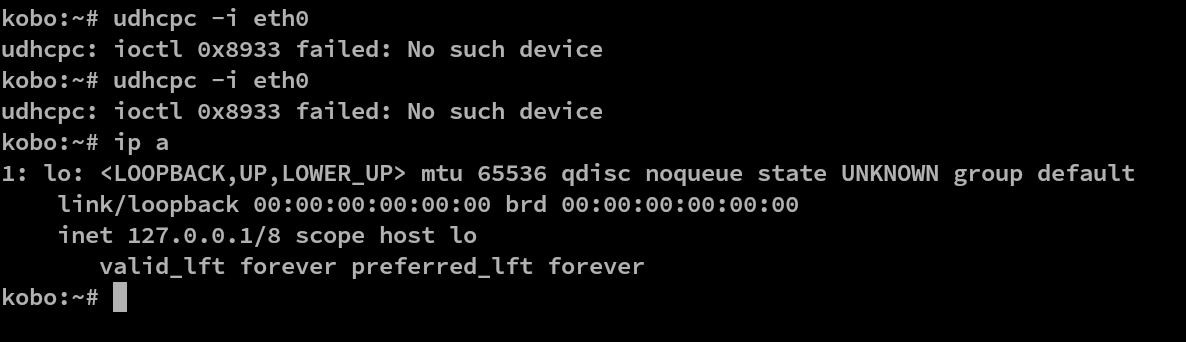 kobo:~# udhcpc -i eth0
udhcpc: ioctl 0x8933 failed: No such device
kobo:~# udhcpc -i eth0
udhcpc: ioctl 0x8933 failed: No such device
kobo:~# ip a
1: lo: <LOOPBACK,UP,LOWER_UP> mtu 65536 qdisc noqueue state UNKNOWN group default
    link/loopback 00:00:00:00:00:00 brd 00:00:00:00:00:00
    inet 127.0.0.1/8 scope host lo
       valid_lft forever preferred_lft forever
kobo:~#